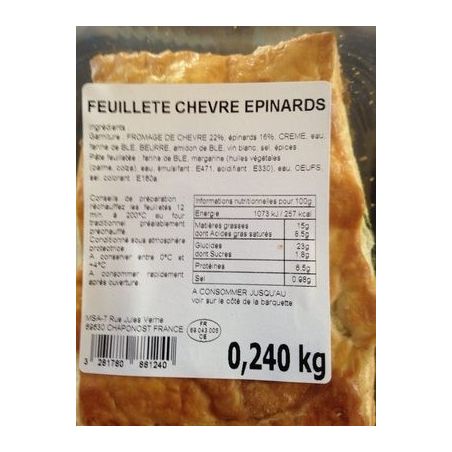 FEUILLETE CHEVRE EPINARDS
Ingrédients
Garniture : FROMAGE DE CHEVRE 22%, épinards 16%, CREME, eau,
farine de BLE, BEURRE, amidon de BLE, vin blanc, sel, épices
Pâte feuilletée : farine de BLE, margarine (huiles végétales
(palme, colza), eau, émulsifiant : E471, acidifiant : E330), eau, OEUFS,
sel, colorant : E160a
Conseils de préparation :
réchauffez les feuilletés 12
min. à 200°C au four
traditionnel préalablement
préchauffé
Conditionné sous atmosphère
protectrice
A conserver entre 0°C et
+4°C
A consommer rapidement
après ouverture
Informations nutritionnelles pour 100g
Energie 1073 kJ / 257 kcal
Matières grasses 15g
dont Acides gras saturés 8,5g
Glucides 23g
dont Sucres 1,8g
Protéines 6,5g
Sel 0,98g
A CONSOMMER JUSQU'AU
voir sur le côté de la barquette
MSA-7 Rue Jules Verne
69630 CHAPONOST FRANCE
FR
69.043.005
CE
0,240 kg
3 281780 881240